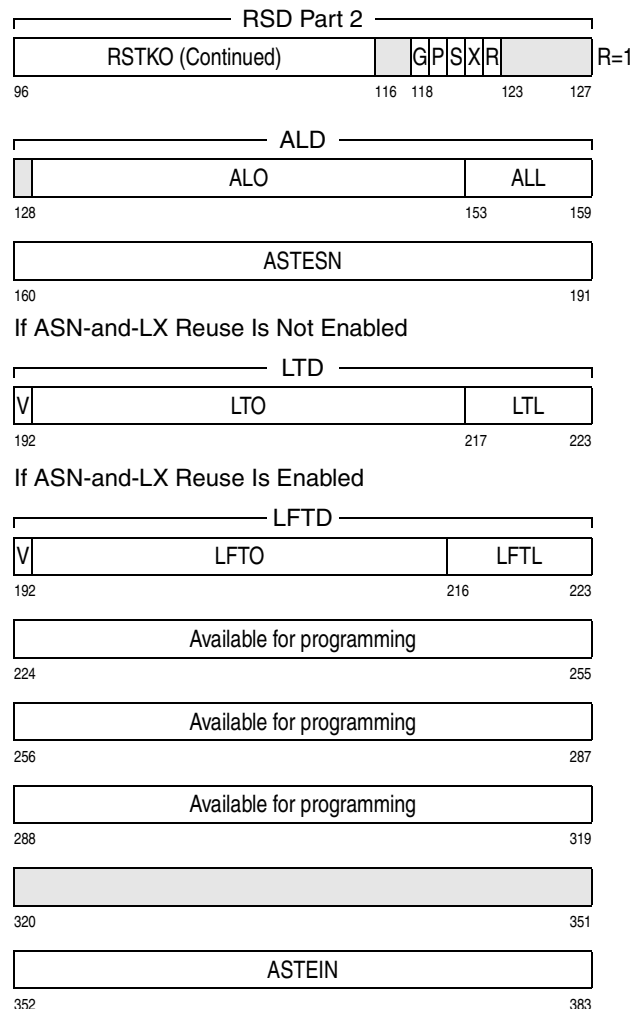 RSD Part 2
RSTKO (Continued) G P S X R R=1
96 116 118 123 127
ALD
ALO ALL
128 153 159
ASTESN
160 191
If ASN-and-LX Reuse Is Not Enabled
LTD
V LTO LTL
192 217 223
If ASN-and-LX Reuse Is Enabled
LFTD
V LFTO LFTL
192 216 223
Available for programming
224 255
Available for programming
256 287
Available for programming
288 319
320 351
ASTEIN
352 383